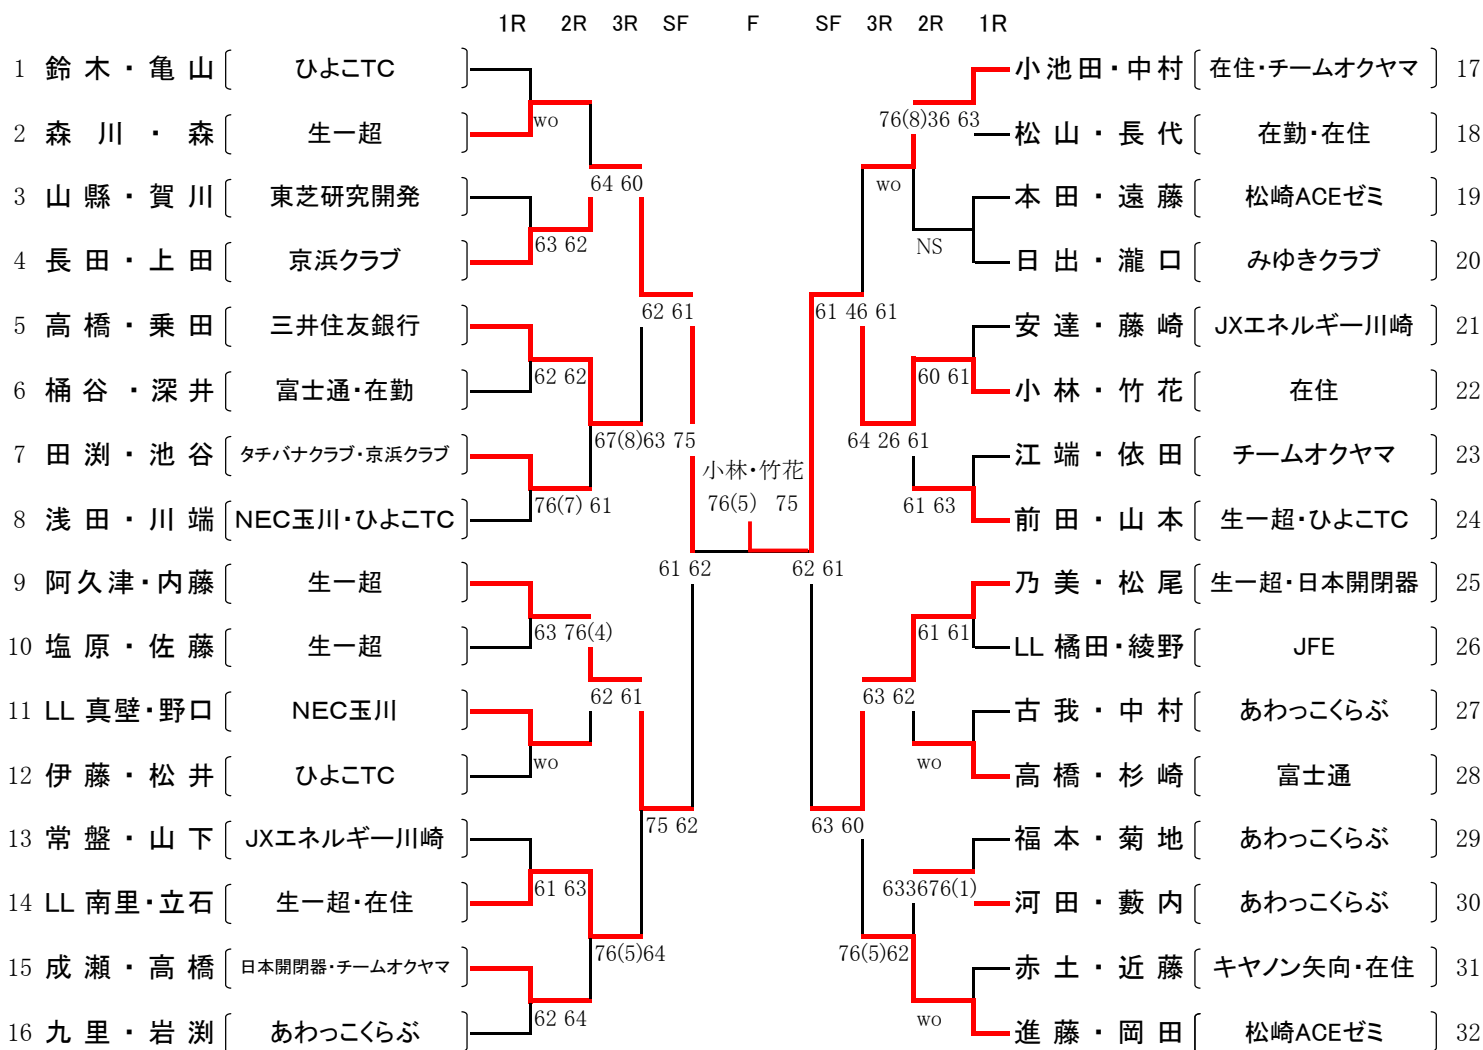 1R 2R 3R SF F SF 3R 2R 1R
1 鈴木・亀山 ひよこTC
2 森川・森 生一超
wo
3 山縣・賀川 東芝研究開発
64 60
4 長田・上田 京浜クラブ
63 62
5 高橋・乗田 三井住友銀行
62 61
6 桶谷・深井 富士通・在勤
62 62
7 田渕・池谷 タチバナクラブ・京浜クラブ
67(8)63 75
8 浅田・川端 NEC玉川・ひよこTC
76(7) 61
9 阿久津・内藤 生一超
61 62
10 塩原・佐藤 生一超
63 76(4)
11 LL 真壁・野口 NEC玉川
62 61
12 伊藤・松井 ひよこTC
wo
13 常盤・山下 JXエネルギー川崎
75 62
14 LL 南里・立石 生一超・在住
61 63
15 成瀬・高橋 日本開閉器・チームオクヤマ
76(5)64
16 九里・岩渕 あわっこくらぶ
62 64
小林・竹花
76(5) 75
小池田・中村 在住・チームオクヤマ 17
76(8)36 63
松山・長代 在勤・在住 18
wo
本田・遠藤 松崎ACEゼミ 19
NS
日出・瀧口 みゆきクラブ 20
61 46 61
安達・藤崎 JXエネルギー川崎 21
60 61
小林・竹花 在住 22
64 26 61
江端・依田 チームオクヤマ 23
61 63
前田・山本 生一超・ひよこTC 24
62 61
乃美・松尾 生一超・日本開閉器 25
61 61
LL 橘田・綾野 JFE 26
63 62
古我・中村 あわっこくらぶ 27
wo
高橋・杉崎 富士通 28
63 60
福本・菊地 あわっこくらぶ 29
633676(1)
河田・藪内 あわっこくらぶ 30
76(5)62
赤土・近藤 キヤノン矢向・在住 31
wo
進藤・岡田 松崎ACEゼミ 32